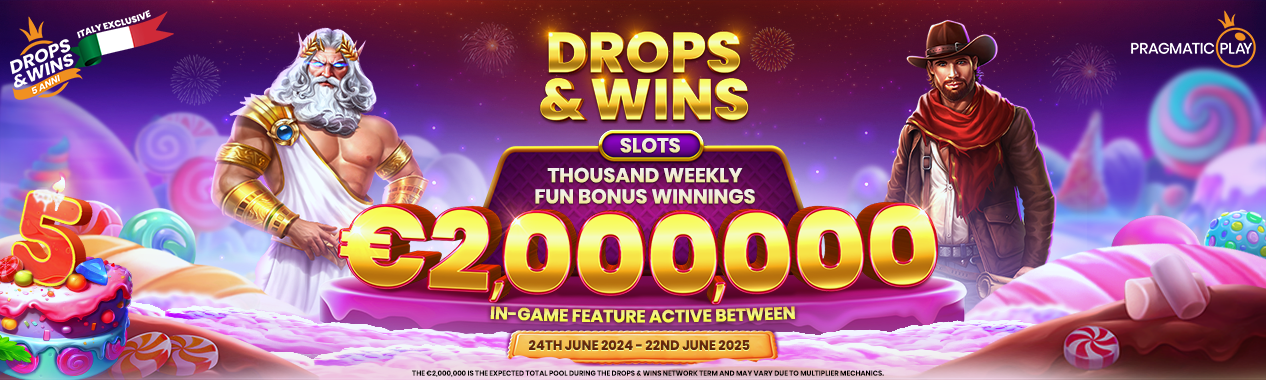 ITALY EXCLUSIVE
DROPS
& WINS
5 ANNI
5
DROPS
& WINS
SLOTS
THOUSAND WEEKLY
FUN BONUS WINNINGS
€2,000,000
IN-GAME FEATURE ACTIVE BETWEEN
24TH JUNE 2024 - 22ND JUNE 2025
THE €2,000,000 IS THE EXPECTED TOTAL POOL DURING THE DROPS & WINS NETWORK TERM AND MAY VARY DUE TO MULTIPLIER MECHANICS.
PRAGMATIC PLAY